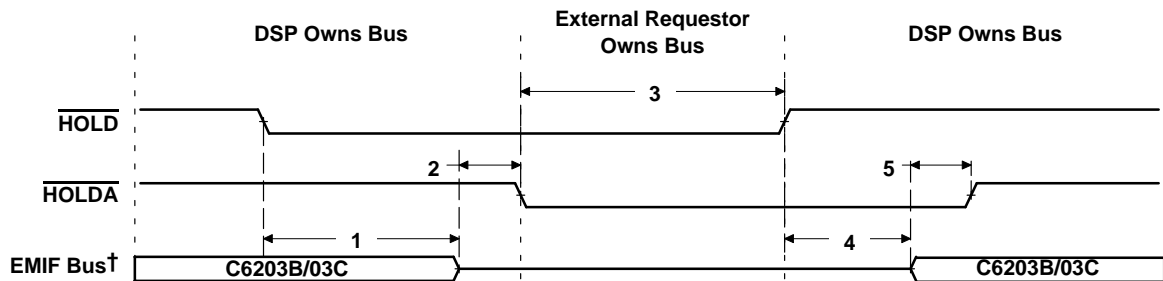 DSP Owns Bus
External Requestor
Owns Bus
DSP Owns Bus
3
HOLD
2
5
HOLDA
1
4
EMIF Bus†
C6203B/03C
C6203B/03C